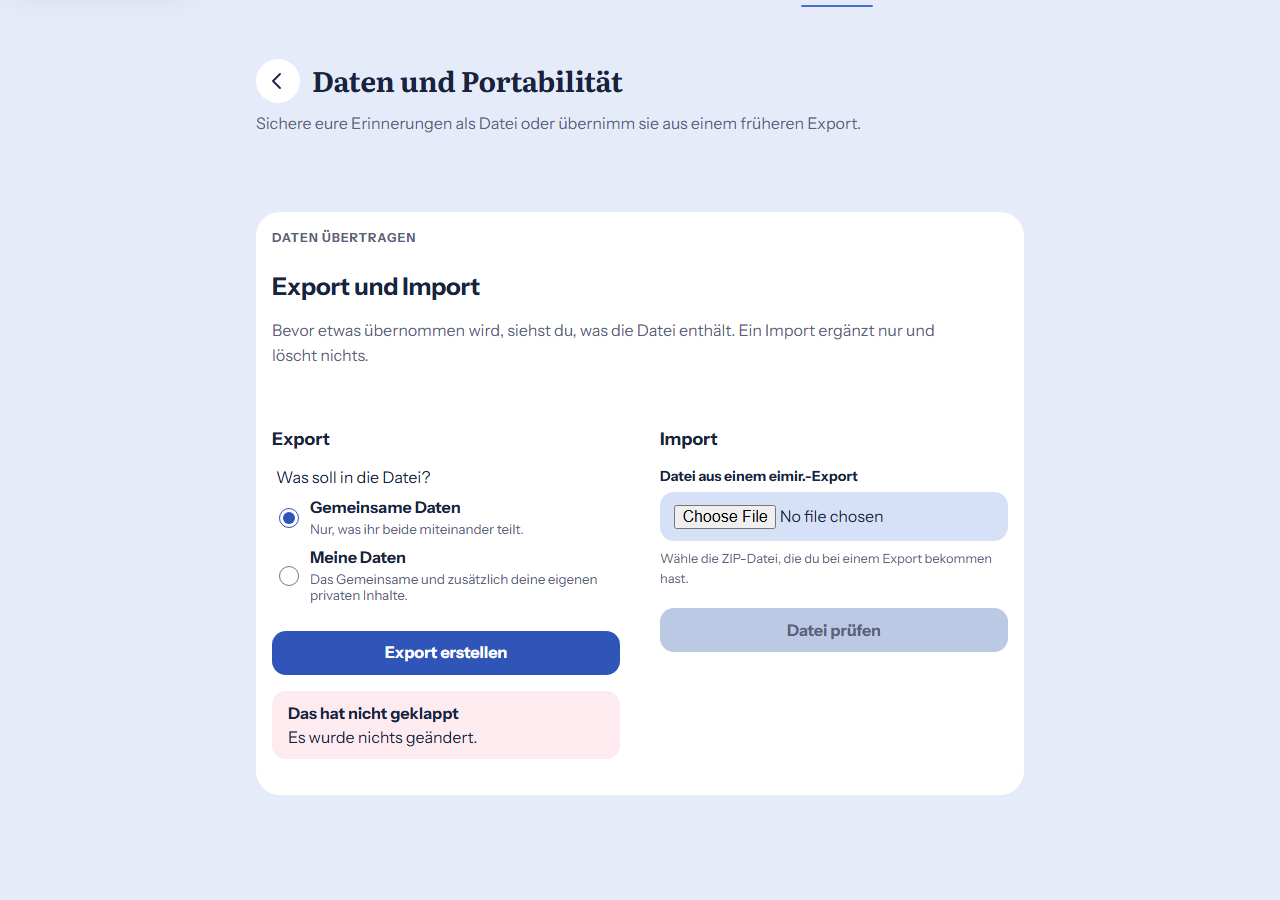 Daten und Portabilität
Sichere eure Erinnerungen als Datei oder übernimm sie aus einem früheren Export.
DATEN ÜBERTRAGEN
Export und Import
Bevor etwas übernommen wird, siehst du, was die Datei enthält. Ein Import ergänzt nur und
löscht nichts.
Export
Was soll in die Datei?
Gemeinsame Daten
Nur, was ihr beide miteinander teilt.
Meine Daten
Das Gemeinsame und zusätzlich deine eigenen
privaten Inhalte.
Export erstellen
Das hat nicht geklappt
Es wurde nichts geändert.
Import
Datei aus einem eimir.-Export
Choose File No file chosen
Wähle die ZIP-Datei, die du bei einem Export bekommen
hast.
Datei prüfen